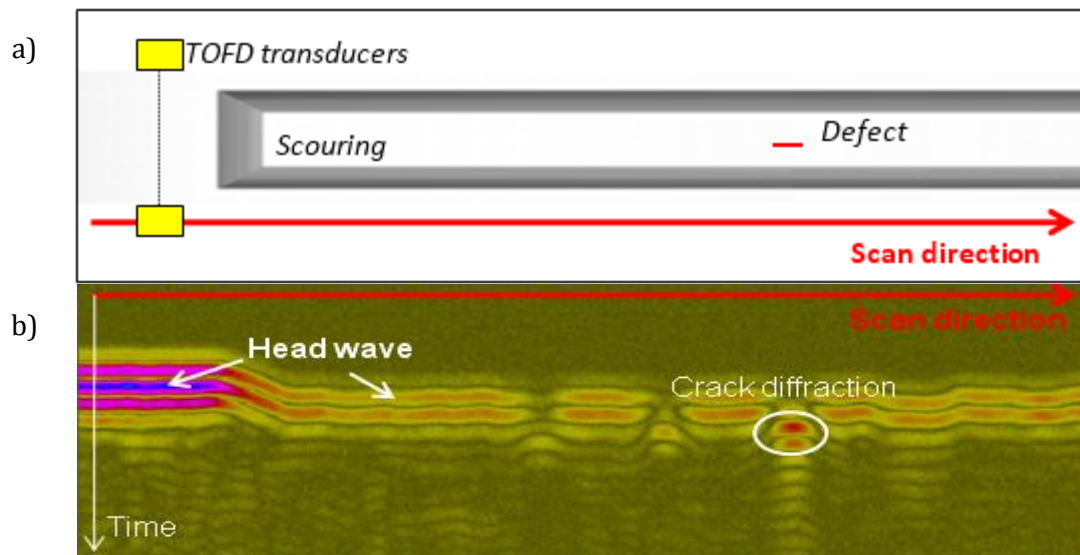 a)
TOFD transducers
Scouring
Defect
Scan direction
b)
Scan direction
Head wave
Crack diffraction
Time